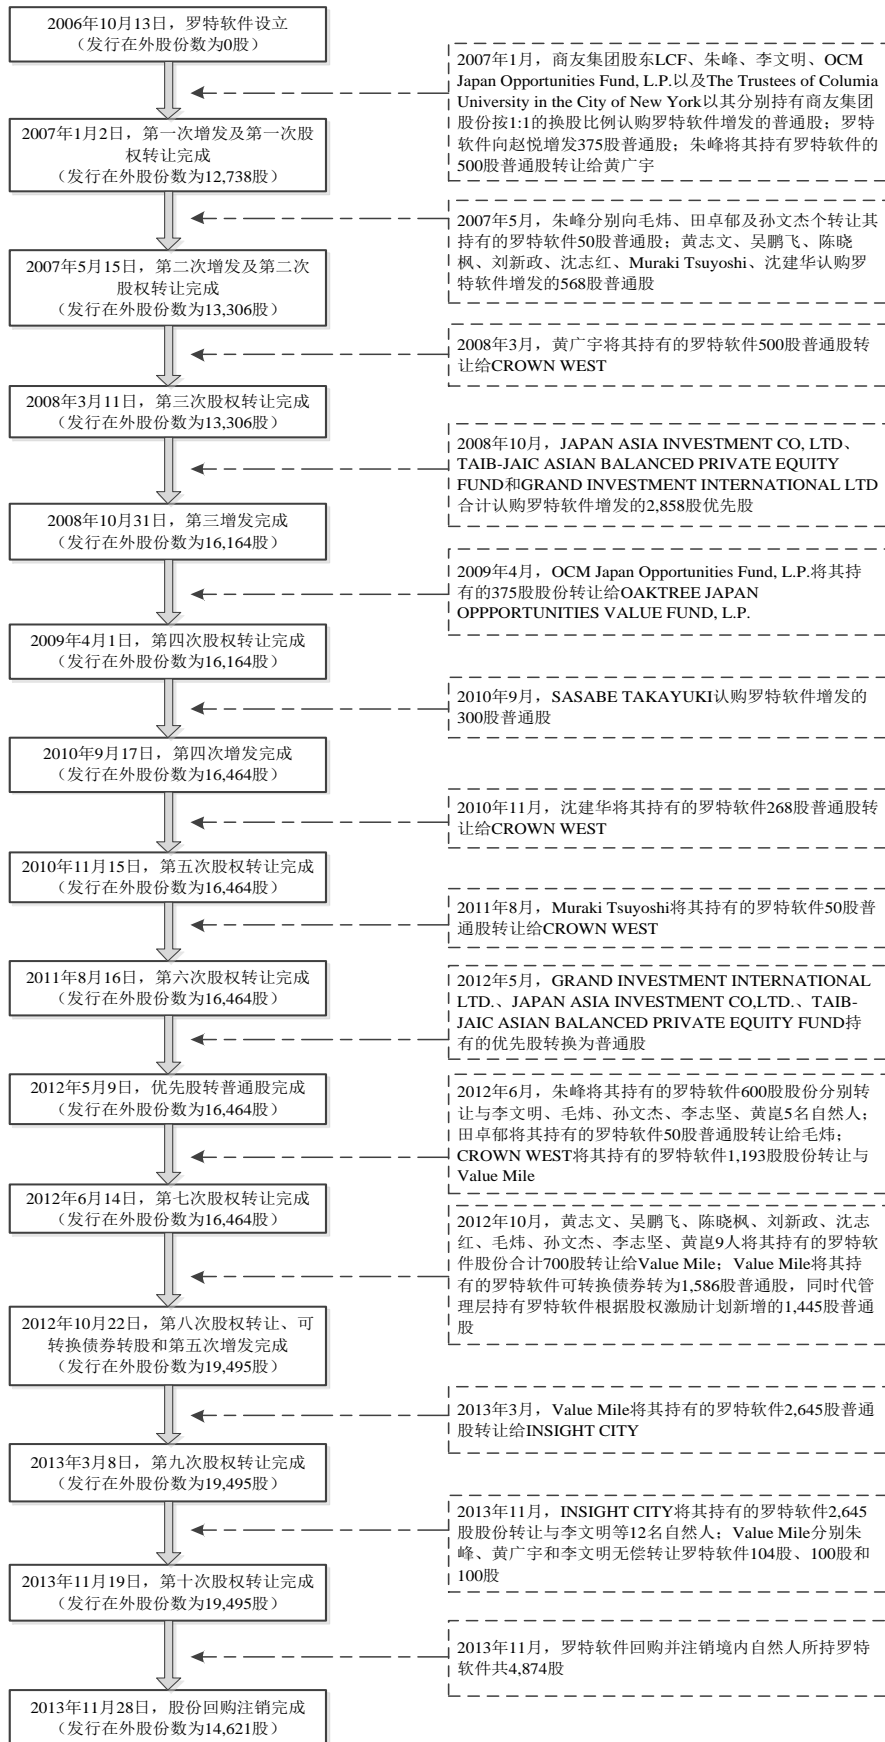 2006年10月13日，罗特软件设立
（发行在外股份数为0股）
2007年1月，商友集团股东LCF、朱峰、李文明、OCM
Japan Opportunities Fund, L.P.以及The Trustees of Columia
University in the City of New York以其分别持有商友集团
股份按1:1的换股比例认购罗特软件增发的普通股；罗特
软件向赵悦增发375股普通股；朱峰将其持有罗特软件的
500股普通股转让给黄广宇
2007年1月2日，第一次增发及第一次股
权转让完成
（发行在外股份数为12,738股）
2007年5月，朱峰分别向毛炜、田卓郁及孙文杰个转让其
持有的罗特软件50股普通股；黄志文、吴鹏飞、陈晓
枫、刘新政、沈志红、Muraki Tsuyoshi、沈建华认购罗
特软件增发的568股普通股
2007年5月15日，第二次增发及第二次
股权转让完成
（发行在外股份数为13,306股）
2008年3月，黄广宇将其持有的罗特软件500股普通股转
让给CROWN WEST
2008年3月11日，第三次股权转让完成
（发行在外股份数为13,306股）
2008年10月，JAPAN ASIA INVESTMENT CO, LTD、
TAIB-JAIC ASIAN BALANCED PRIVATE EQUITY
FUND和GRAND INVESTMENT INTERNATIONAL LTD
合计认购罗特软件增发的2,858股优先股
2008年10月31日，第三增发完成
（发行在外股份数为16,164股）
2009年4月，OCM Japan Opportunities Fund, L.P.将其持
有的375股股份转让给OAKTREE JAPAN
OPPPORTUNITIES VALUE FUND, L.P.
2009年4月1日，第四次股权转让完成
（发行在外股份数为16,164股）
2010年9月，SASABE TAKAYUKI认购罗特软件增发的
300股普通股
2010年9月17日，第四次增发完成
（发行在外股份数为16,464股）
2010年11月，沈建华将其持有的罗特软件268股普通股转
让给CROWN WEST
2010年11月15日，第五次股权转让完成
（发行在外股份数为16,464股）
2011年8月，Muraki Tsuyoshi将其持有的罗特软件50股普
通股转让给CROWN WEST
2011年8月16日，第六次股权转让完成
（发行在外股份数为16,464股）
2012年5月，GRAND INVESTMENT INTERNATIONAL
LTD.、JAPAN ASIA INVESTMENT CO,LTD.、TAIB-
JAIC ASIAN BALANCED PRIVATE EQUITY FUND持
有的优先股转换为普通股
2012年5月9日，优先股转普通股完成
（发行在外股份数为16,464股）
2012年6月，朱峰将其持有的罗特软件600股股份分别转
让与李文明、毛炜、孙文杰、李志坚、黄崑5名自然人；
田卓郁将其持有的罗特软件50股普通股转让给毛炜；
CROWN WEST将其持有的罗特软件1,193股股份转让与
Value Mile
2012年6月14日，第七次股权转让完成
（发行在外股份数为16,464股）
2012年10月，黄志文、吴鹏飞、陈晓枫、刘新政、沈志
红、毛炜、孙文杰、李志坚、黄崑9人将其持有的罗特软
件股份合计700股转让给Value Mile；Value Mile将其持
有的罗特软件可转换债券转为1,586股普通股，同时代管
理层持有罗特软件根据股权激励计划新增的1,445股普通
股
2012年10月22日，第八次股权转让、可
转换债券转股和第五次增发完成
（发行在外股份数为19,495股）
2013年3月，Value Mile将其持有的罗特软件2,645股普通
股转让给INSIGHT CITY
2013年3月8日，第九次股权转让完成
（发行在外股份数为19,495股）
2013年11月，INSIGHT CITY将其持有的罗特软件2,645
股股份转让与李文明等12名自然人；Value Mile分别朱
峰、黄广宇和李文明无偿转让罗特软件104股、100股和
100股
2013年11月19日，第十次股权转让完成
（发行在外股份数为19,495股）
2013年11月，罗特软件回购并注销境内自然人所持罗特
软件共4,874股
2013年11月28日，股份回购注销完成
（发行在外股份数为14,621股）